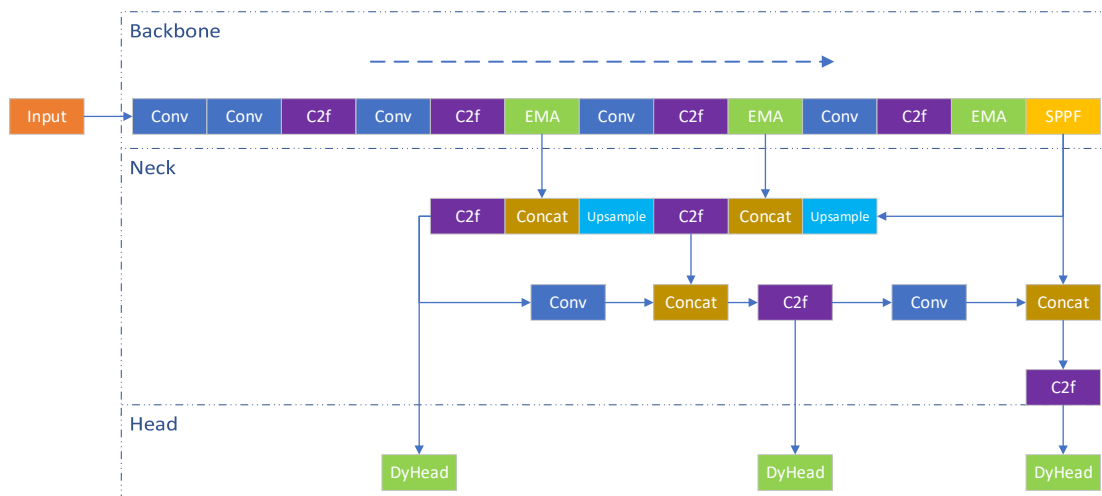 Backbone
Input Conv Conv C2f Conv C2f EMA Conv C2f EMA Conv C2f EMA SPPF
Neck
C2f Concat Upsample C2f Concat Upsample
Conv Concat C2f Conv Concat
C2f
Head
DyHead DyHead DyHead